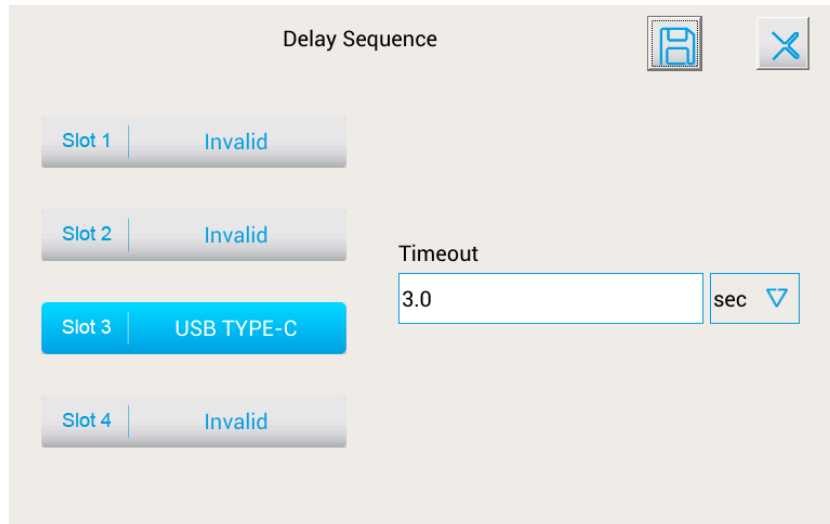 Delay Sequence
Slot 1 Invalid
Slot 2 Invalid
Slot 3 USB TYPE-C
Slot 4 Invalid
Timeout
3.0 sec